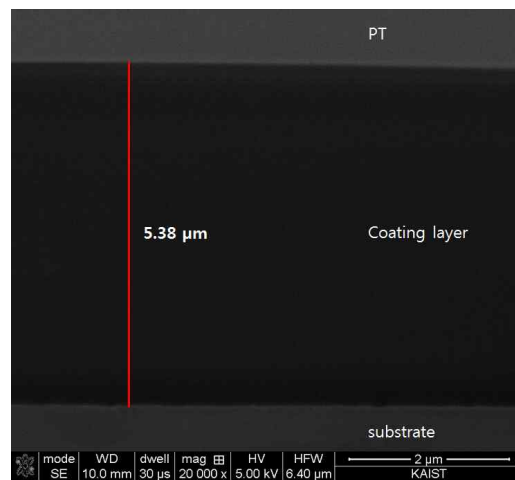 PT
5.38 µm
Coating layer
substrate
mode WD dwell mag ⊞ HV HFW 2 µm
SE 10.0 mm 30 µs 20 000 x 5.00 kV 6.40 µm KAIST